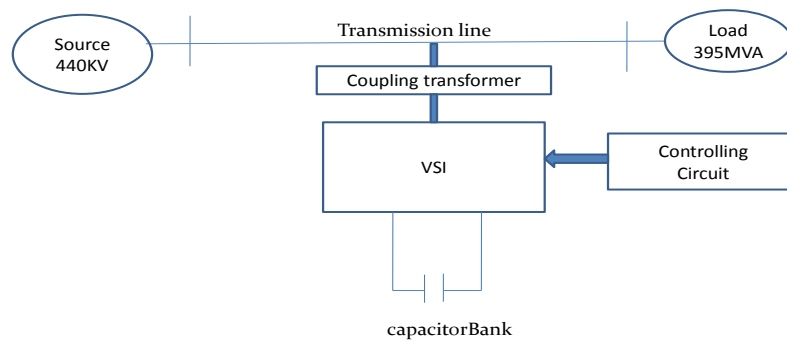 Source
440KV
Transmission line
Load
395MVA
Coupling transformer
VSI
Controlling
Circuit
capacitorBank